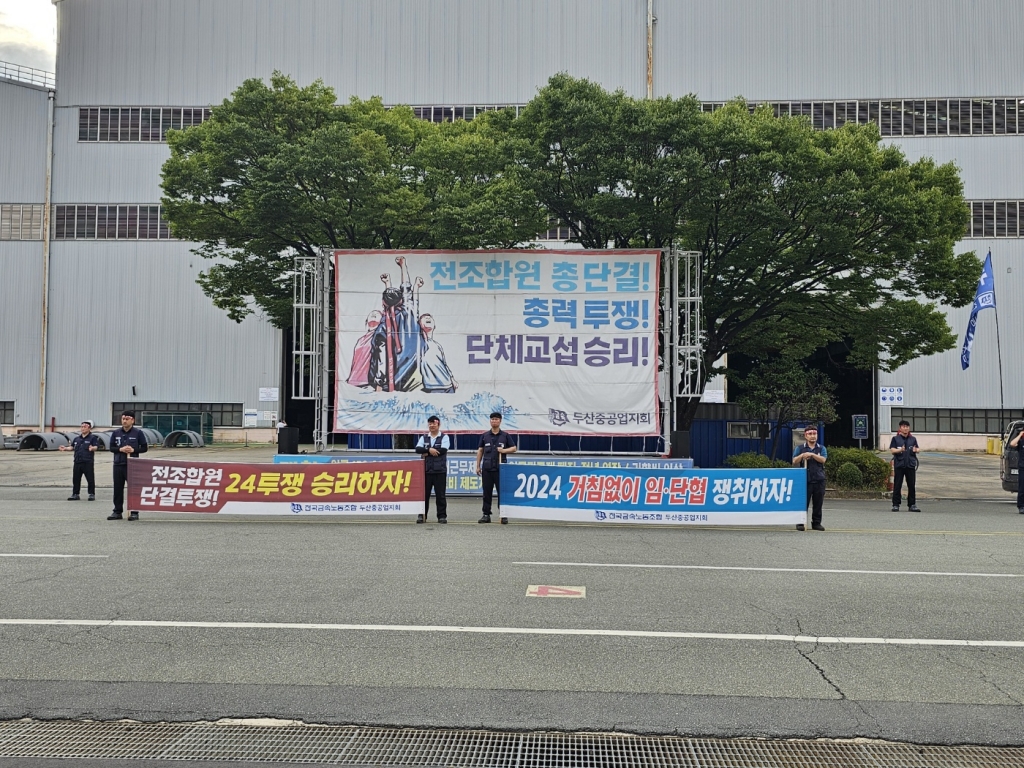 전조합원 총단결!
총력투쟁!
단체교섭승리!
두산중공업지회
전조합원
단결투쟁!
24투쟁 승리하자!
전국금속노동조합 두산중공업지회
2024 거침없이 임·단협 쟁취하자!
전국금속노동조합 두산중공업지회
4